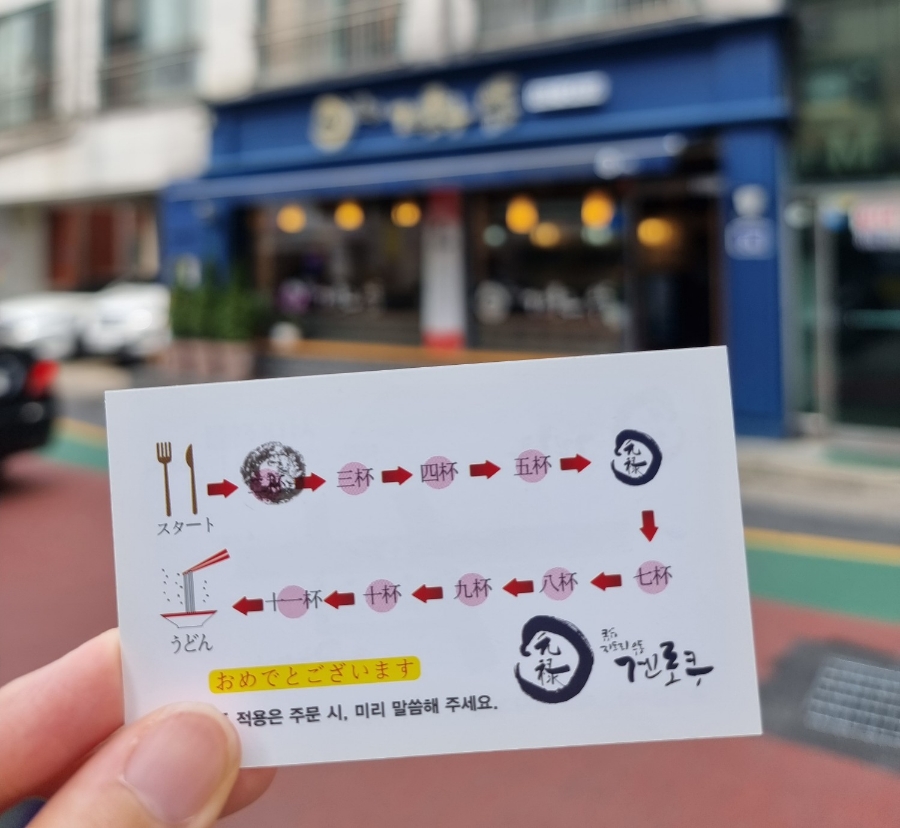 三杯 四杯 五杯 元禄
スタート
七杯 八杯 九杯 十杯 十一杯
うどん
おめでとございます
적용은 주문 시, 미리 말씀해 주세요.
元禄 겐로쿠